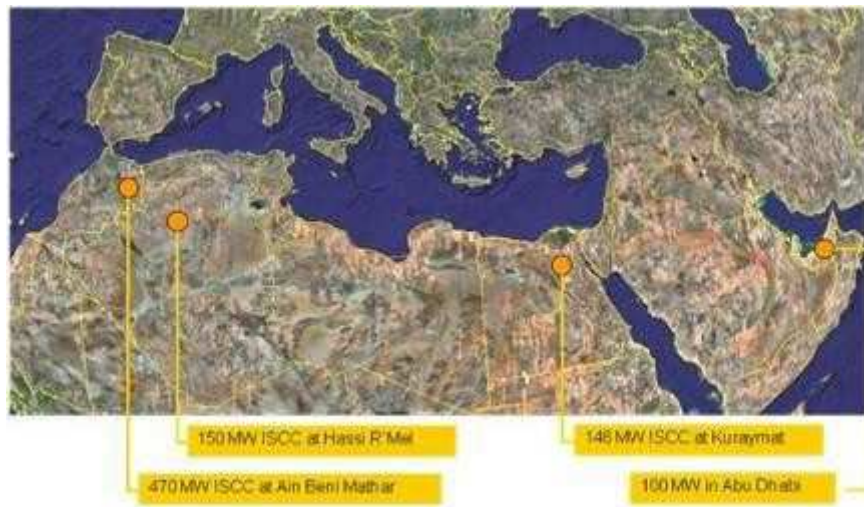 150 MW ISCC at Hassi R'Mel
146 MW ISCC at Kuraymat
470 MW ISCC at Ain Beni Mathar
100 MW in Abu Dhabi